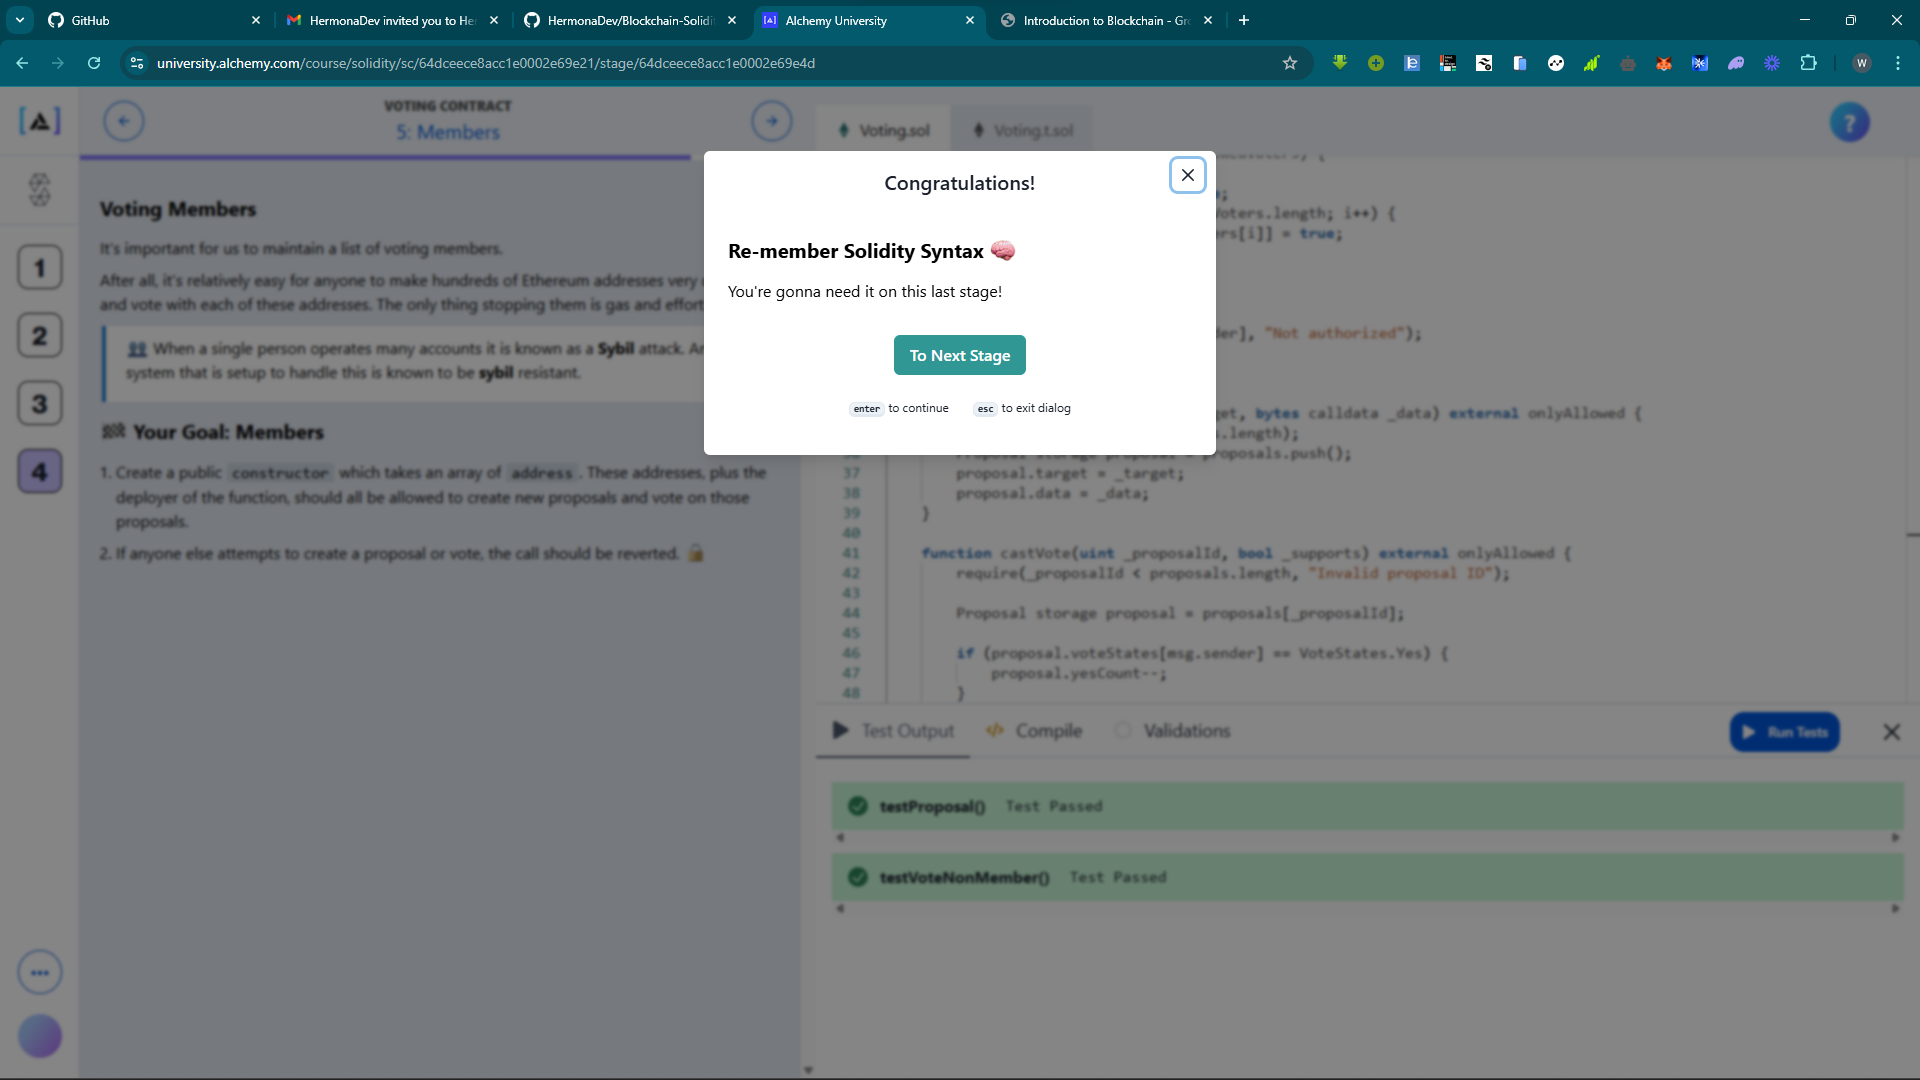 GitHub
HermonaDev invited you to He
HermonaDev/Blockchain-Solidi
Alchemy University
Introduction to Blockchain - Gr
university.alchemy.com/course/solidity/sc/64dceece8acc1e0002e69e21/stage/64dceece8acc1e0002e69e4d
W
VOTING CONTRACT
5: Members
Voting.sol
Voting.t.sol
?
1
2
3
4
Voting Members
It's important for us to maintain a list of voting members.
After all, it's relatively easy for anyone to make hundreds of Ethereum addresses very
and vote with each of these addresses. The only thing stopping them is gas and effort
When a single person operates many accounts it is known as a Sybil attack. A
system that is setup to handle this is known to be sybil resistant.
Your Goal: Members
1. Create a public constructor which takes an array of address. These addresses, plus the
deployer of the function, should all be allowed to create new proposals and vote on those
proposals.
2. If anyone else attempts to create a proposal or vote, the call should be reverted.
Congratulations!
Re-member Solidity Syntax
You're gonna need it on this last stage!
To Next Stage
enter to continue
esc to exit dialog
) {
;
Voters.length; i++) {
rs[i]] = true;
der], "Not authorized");
get, bytes calldata _data) external onlyAllowed {
s.length);
36 Proposal storage proposal = proposals.push();
37 proposal.target = _target;
38 proposal.data = _data;
39 }
40
41 function castVote(uint _proposalId, bool _supports) external onlyAllowed {
42 require(_proposalId < proposals.length, "Invalid proposal ID");
43
44 Proposal storage proposal = proposals[_proposalId];
45
46 if (proposal.voteStates[msg.sender] == VoteStates.Yes) {
47 proposal.yesCount--;
48 }
Test Output
Compile
Validations
Run Tests
testProposal() Test Passed
testVoteNonMember() Test Passed